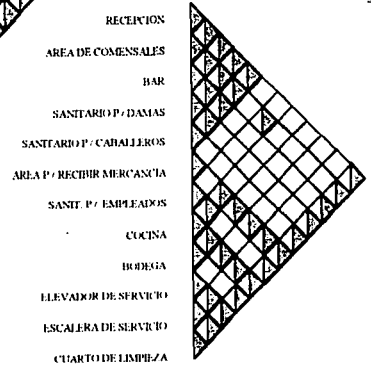 RECEPCION
AREA DE COMENSALES
BAR
SANITARIO P / DAMAS
SANITARIO P / CABALLEROS
AREA P / RECIBIR MERCANCIA
SANIT. P / EMPLEADOS
COCINA
BODEGA
ELEVADOR DE SERVICIO
ESCALERA DE SERVICIO
CUARTO DE LIMPIEZA